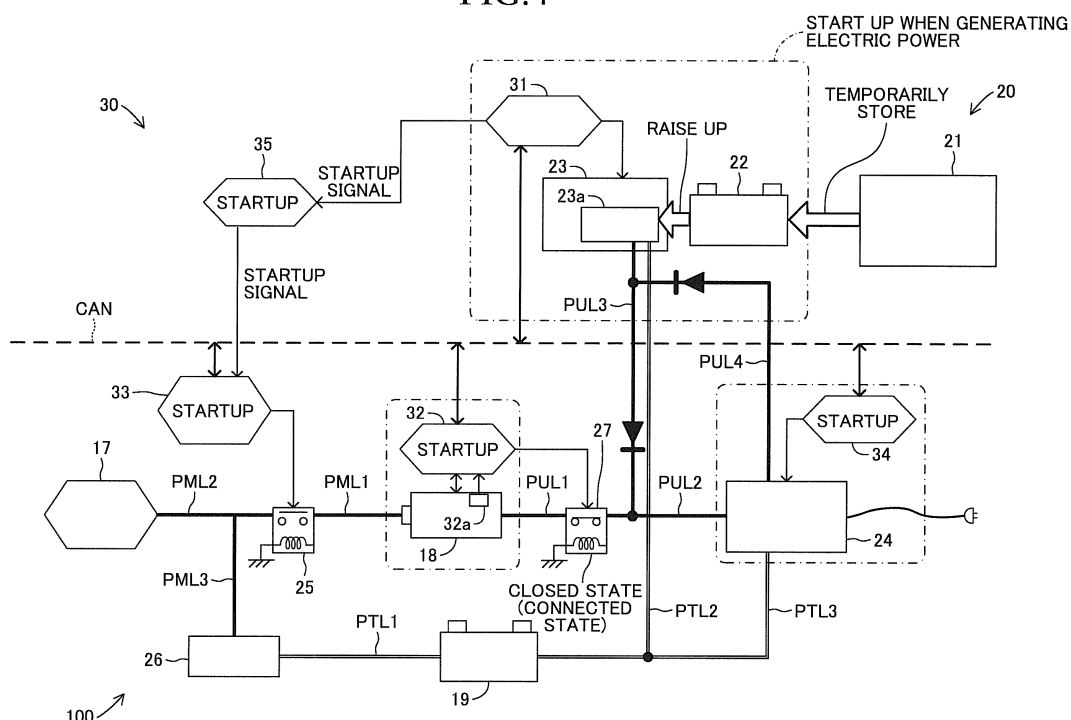 FIG. 4
START UP WHEN GENERATING
ELECTRIC POWER
30
31
TEMPORARILY
STORE
20
RAISE UP
35
STARTUP
SIGNAL
23
22
21
STARTUP
23a
STARTUP
SIGNAL
PUL3
CAN
PUL4
33
STARTUP
32
STARTUP
27
STARTUP
34
17
PML2
PML1
PUL1
PUL2
32a
18
24
25
PML3
CLOSED STATE
(CONNECTED
STATE)
PTL2
PTL3
PTL1
26
19
100